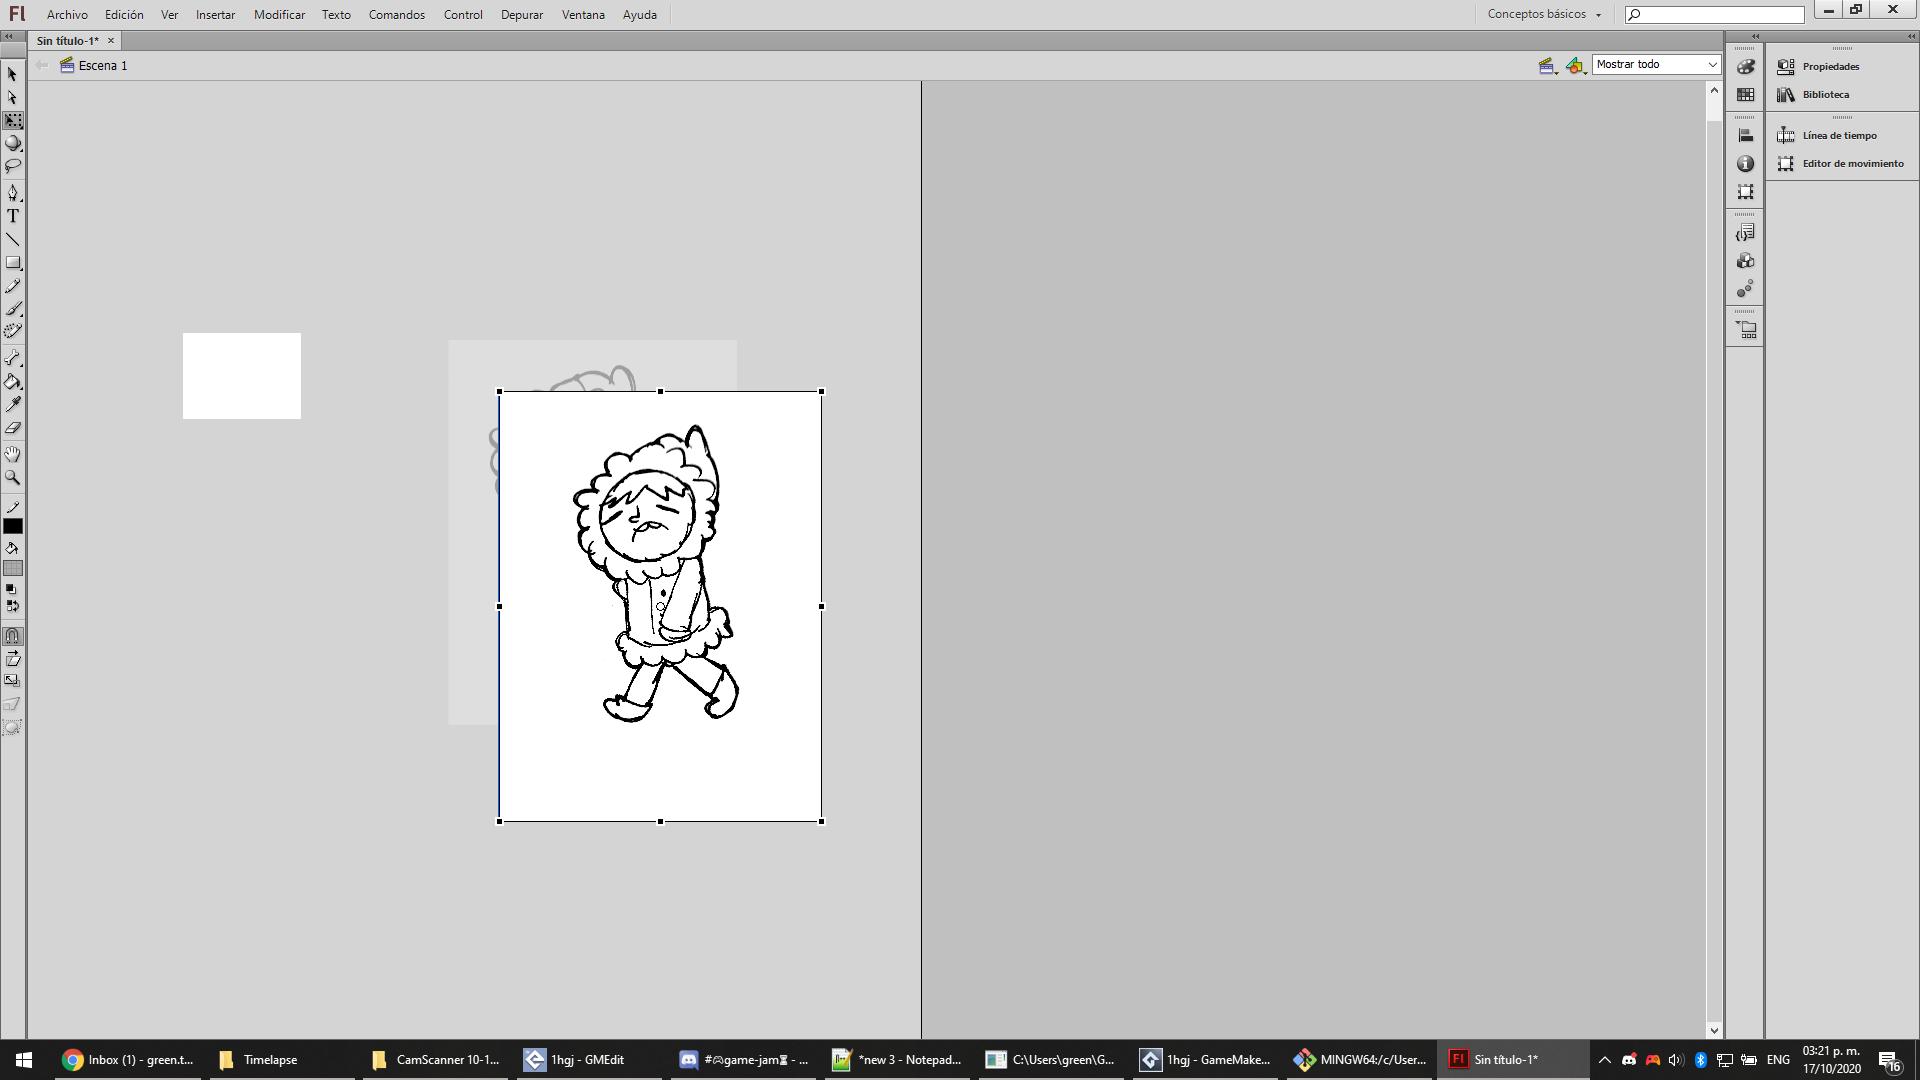 Fl Archivo Edición Ver Insertar Modificar Texto Comandos Control Depurar Ventana Ayuda Conceptos básicos
Sin título-1*
Escena 1 Mostrar todo
Propiedades
Biblioteca
Línea de tiempo
Editor de movimiento
T
Inbox (1) - green.t... Timelapse CamScanner 10-1... 1hgj - GMEdit #🎮game-jam⏳ - ... *new 3 - Notepad... C:\Users\green\G... 1hgj - GameMake... MINGW64:/c/User... Fl Sin título-1* ENG 03:21 p. m. 16
17/10/2020